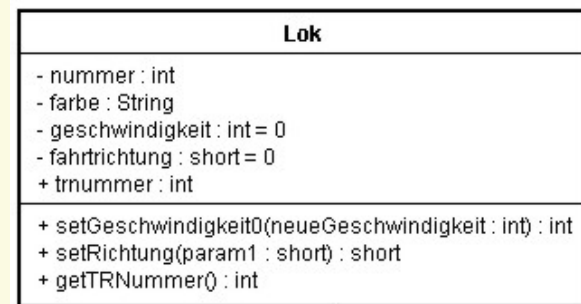 Lok
- nummer : int
- farbe : String
- geschwindigkeit : int = 0
- fahrtrichtung : short = 0
+ trnummer : int
+ setGeschwindigkeit0(neueGeschwindigkeit : int) : int
+ setRichtung(param1 : short) : short
+ getTRNummer() : int